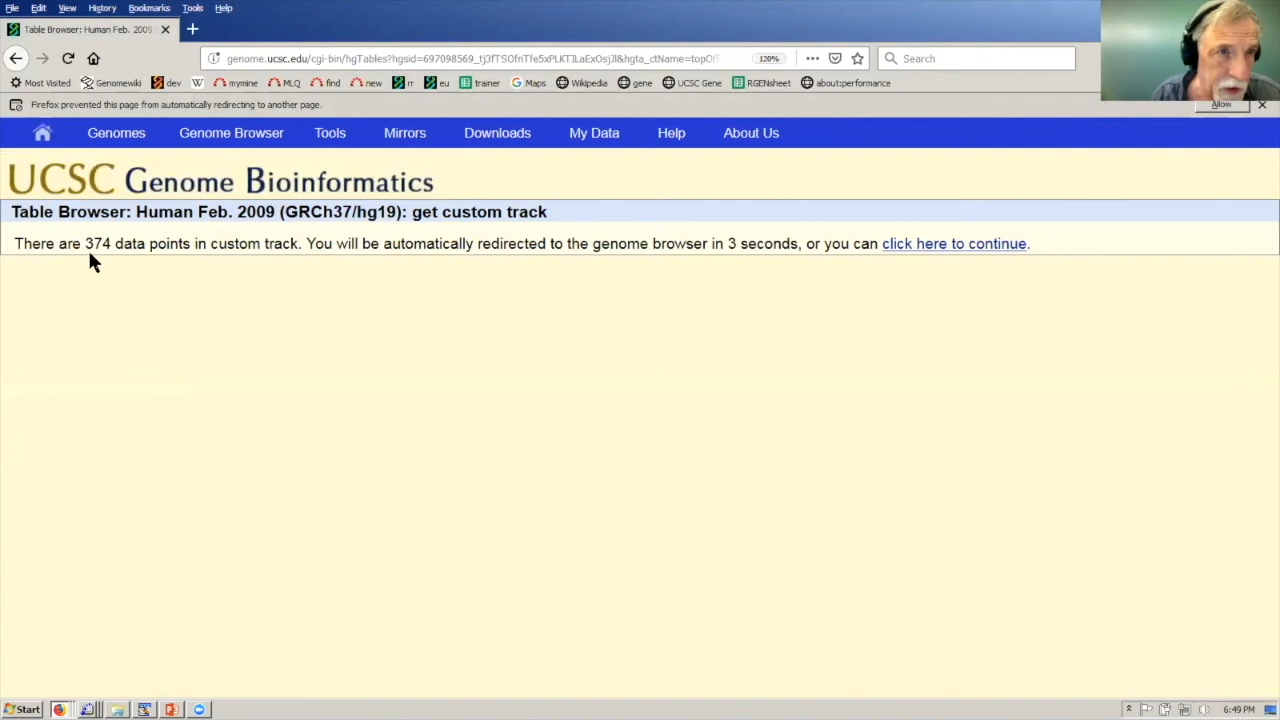 File Edit View History Bookmarks Tools Help
Table Browser: Human Feb. 2009
genome.ucsc.edu/cgi-bin/hgTables?hgsid=697098569_ 120% Search
Most Visited Genomewiki dev mymine MLQ find new rr eu trainer Maps Wikipedia gene UCSC Gene RGENsheet about:performance
Firefox prevented this page from automatically redirecting to another page. Allow
Genomes Genome Browser Tools Mirrors Downloads My Data Help About Us
UCSC Genome Bioinformatics
Table Browser: Human Feb. 2009 (GRCh37/hg19): get custom track
There are 374 data points in custom track. You will be automatically redirected to the genome browser in 3 seconds, or you can click here to continue.
Start 6:49 PM